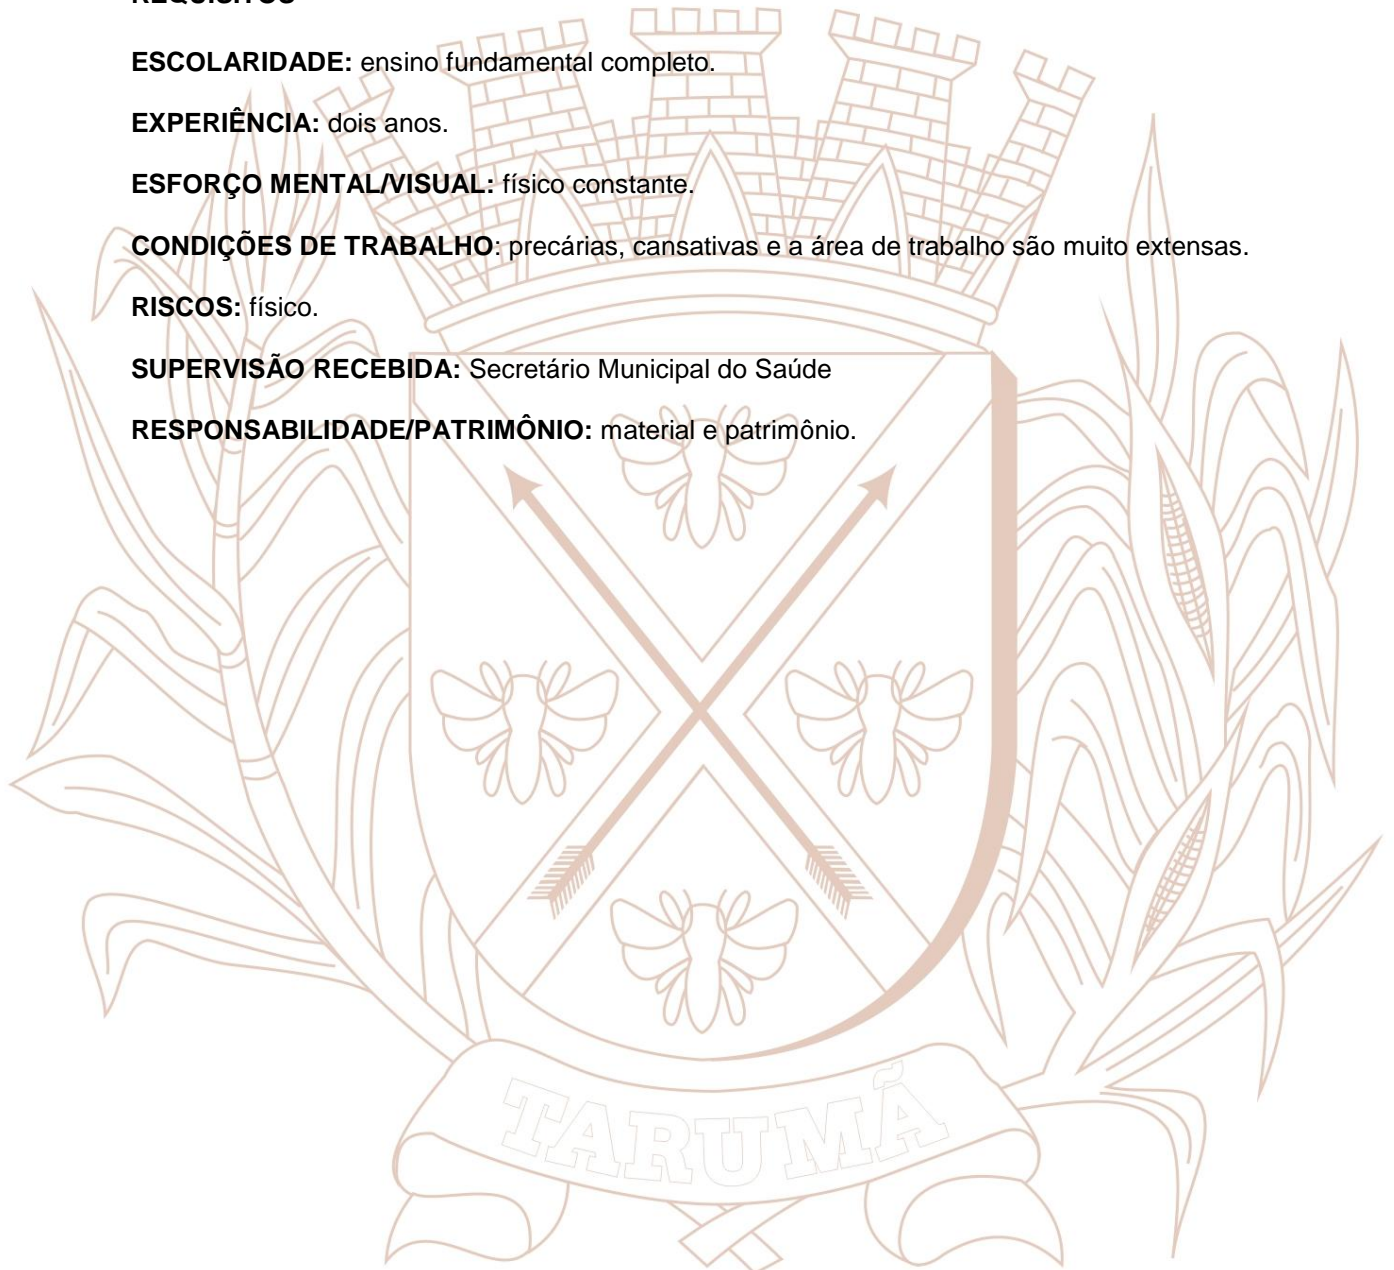 REQUISITOS
ESCOLARIDADE: ensino fundamental completo.
EXPERIÊNCIA: dois anos.
ESFORÇO MENTAL/VISUAL: físico constante.
CONDIÇÕES DE TRABALHO: precárias, cansativas e a área de trabalho são muito extensas.
RISCOS: físico.
SUPERVISÃO RECEBIDA: Secretário Municipal do Saúde
RESPONSABILIDADE/PATRIMÔNIO: material e patrimônio.
TARUMÃ